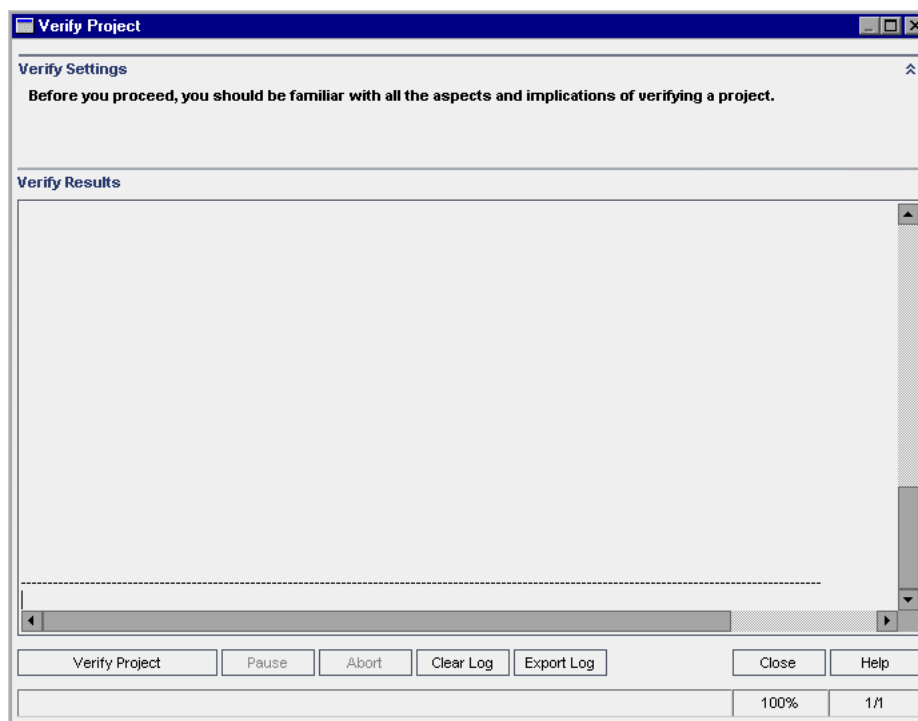 Verify Project
Verify Settings
Before you proceed, you should be familiar with all the aspects and implications of verifying a project.
Verify Results
--------------------------------------------------------------------------------
Verify Project Pause Abort Clear Log Export Log Close Help
100% 1/1